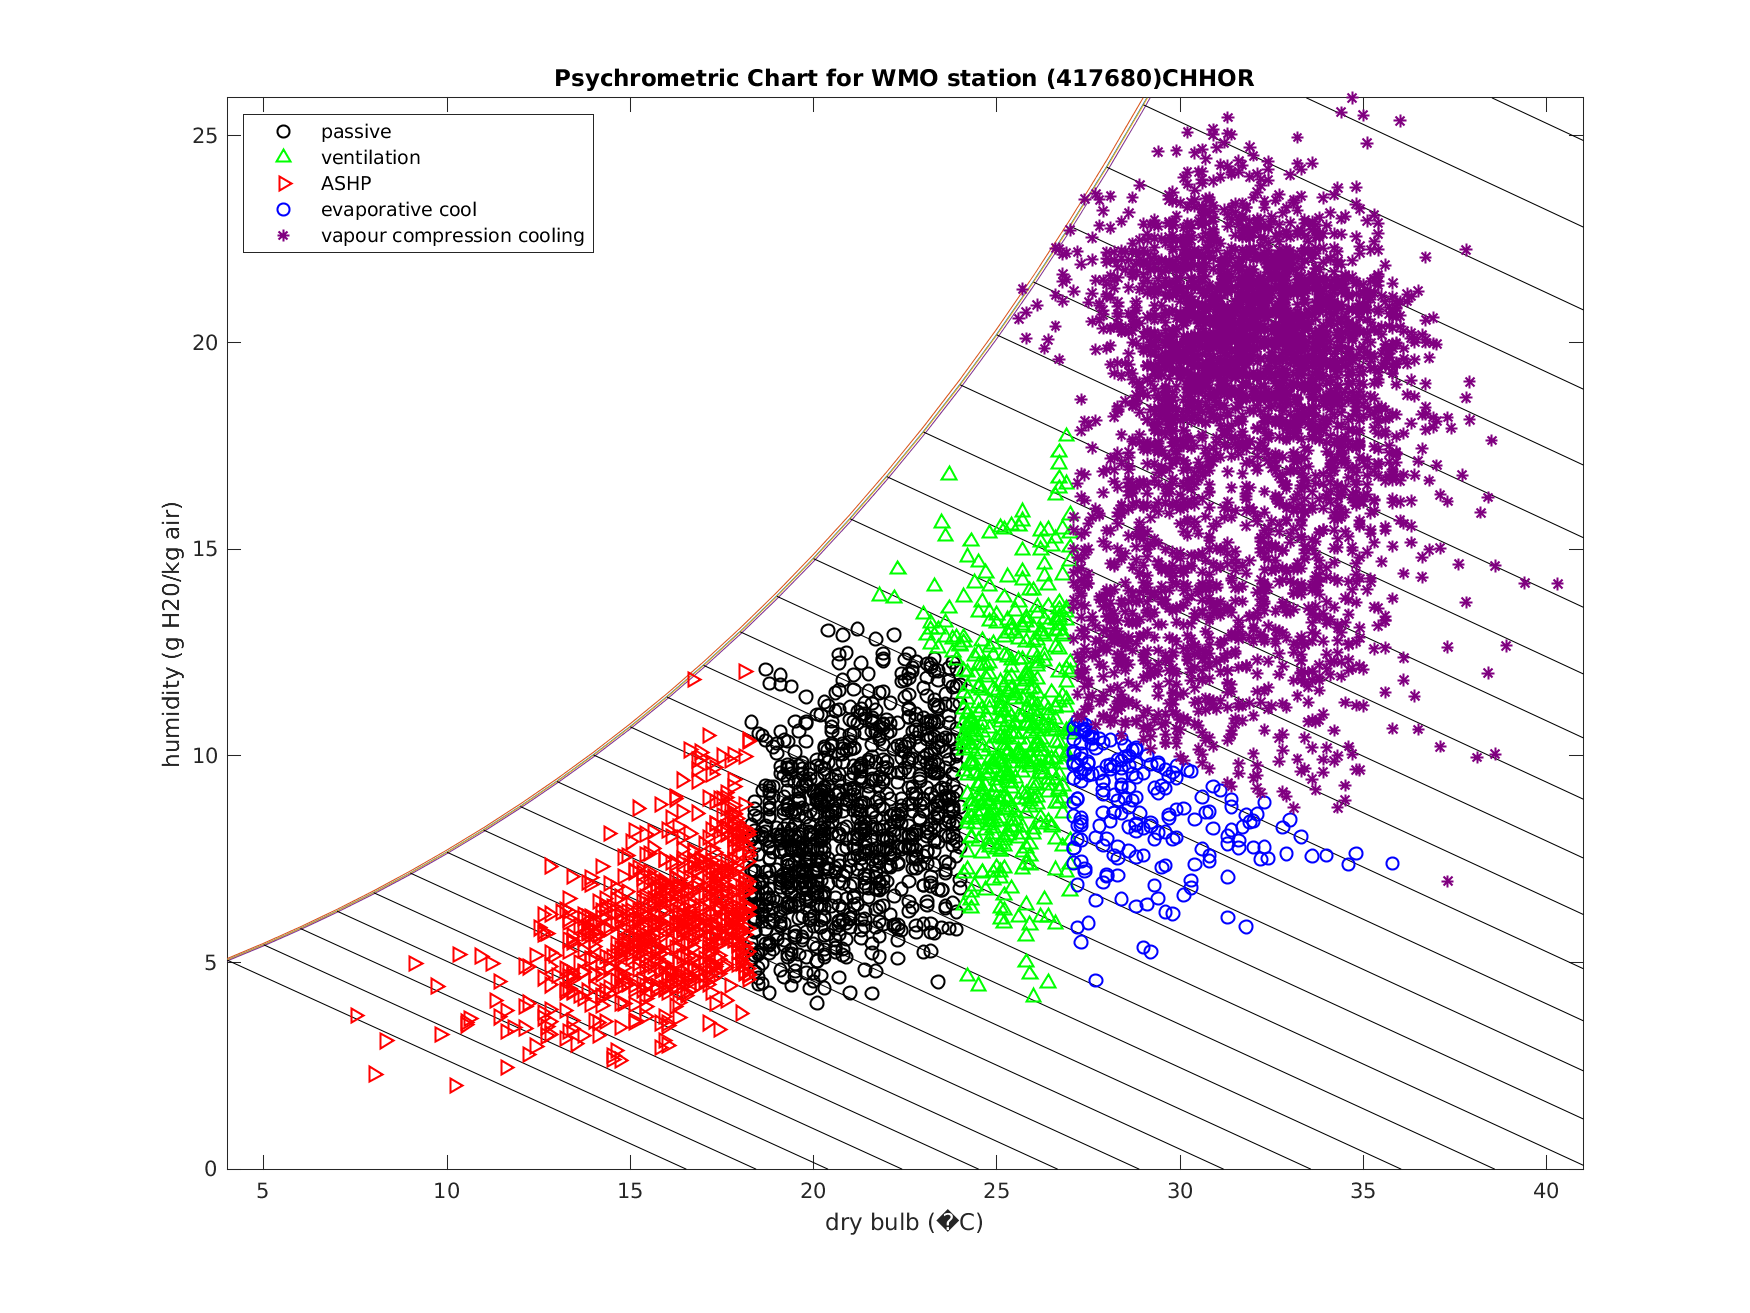 Psychrometric Chart for WMO station (417680)CHHOR
passive
ventilation
ASHP
evaporative cool
vapour compression cooling
humidity (g H20/kg air)
25
20
15
10
5
0
5 10 15 20 25 30 35 40
dry bulb (�C)